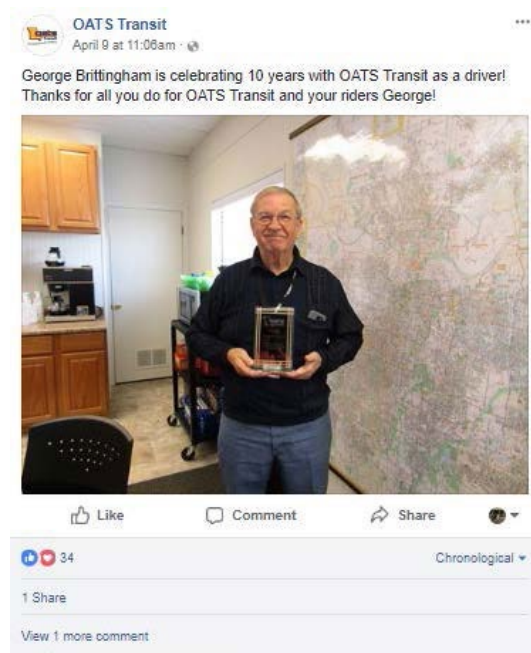 OATS Transit
April 9 at 11:06am
George Brittingham is celebrating 10 years with OATS Transit as a driver!
Thanks for all you do for OATS Transit and your riders George!
Like Comment Share
34 Chronological
1 Share
View 1 more comment